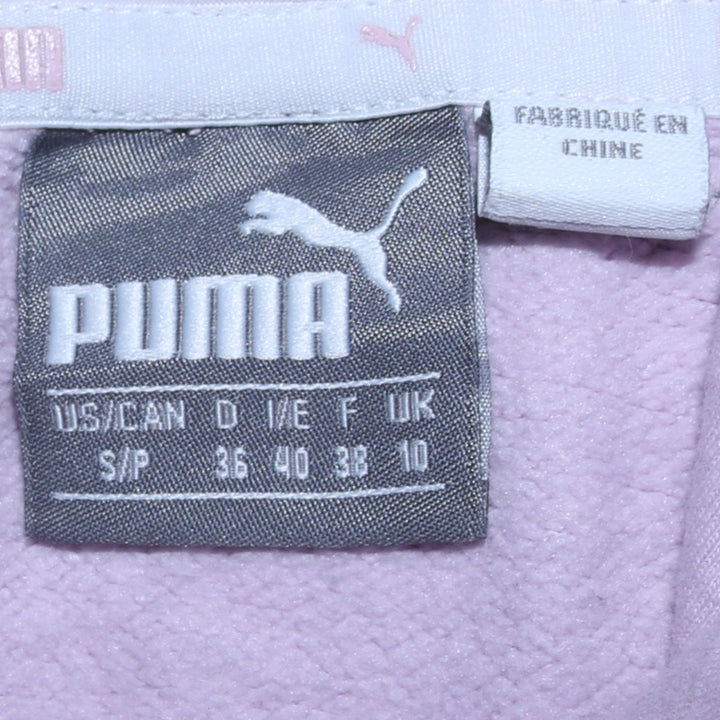 FABRIQUÉ EN
CHINE
PUMA
US/CAN D I/E F UK
S/P 36 40 38 10